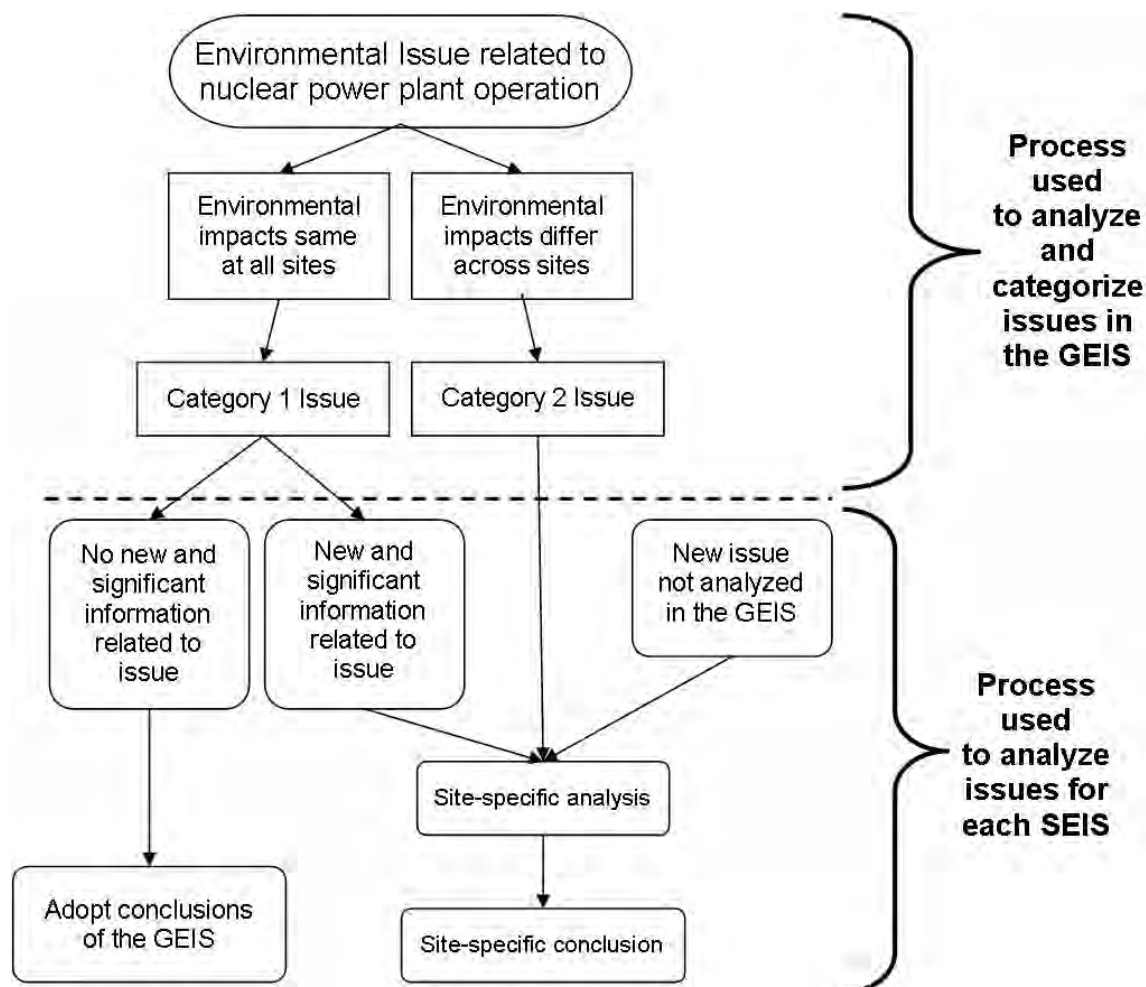 Environmental Issue related to
nuclear power plant operation
Environmental
impacts same
at all sites
Environmental
impacts differ
across sites
Category 1 Issue
Category 2 Issue
Process
used
to analyze
and
categorize
issues in
the GEIS
No new and
significant
information
related to
issue
New and
significant
information
related to
issue
New issue
not analyzed
in the GEIS
Site-specific analysis
Adopt conclusions
of the GEIS
Site-specific conclusion
Process
used
to analyze
issues for
each SEIS